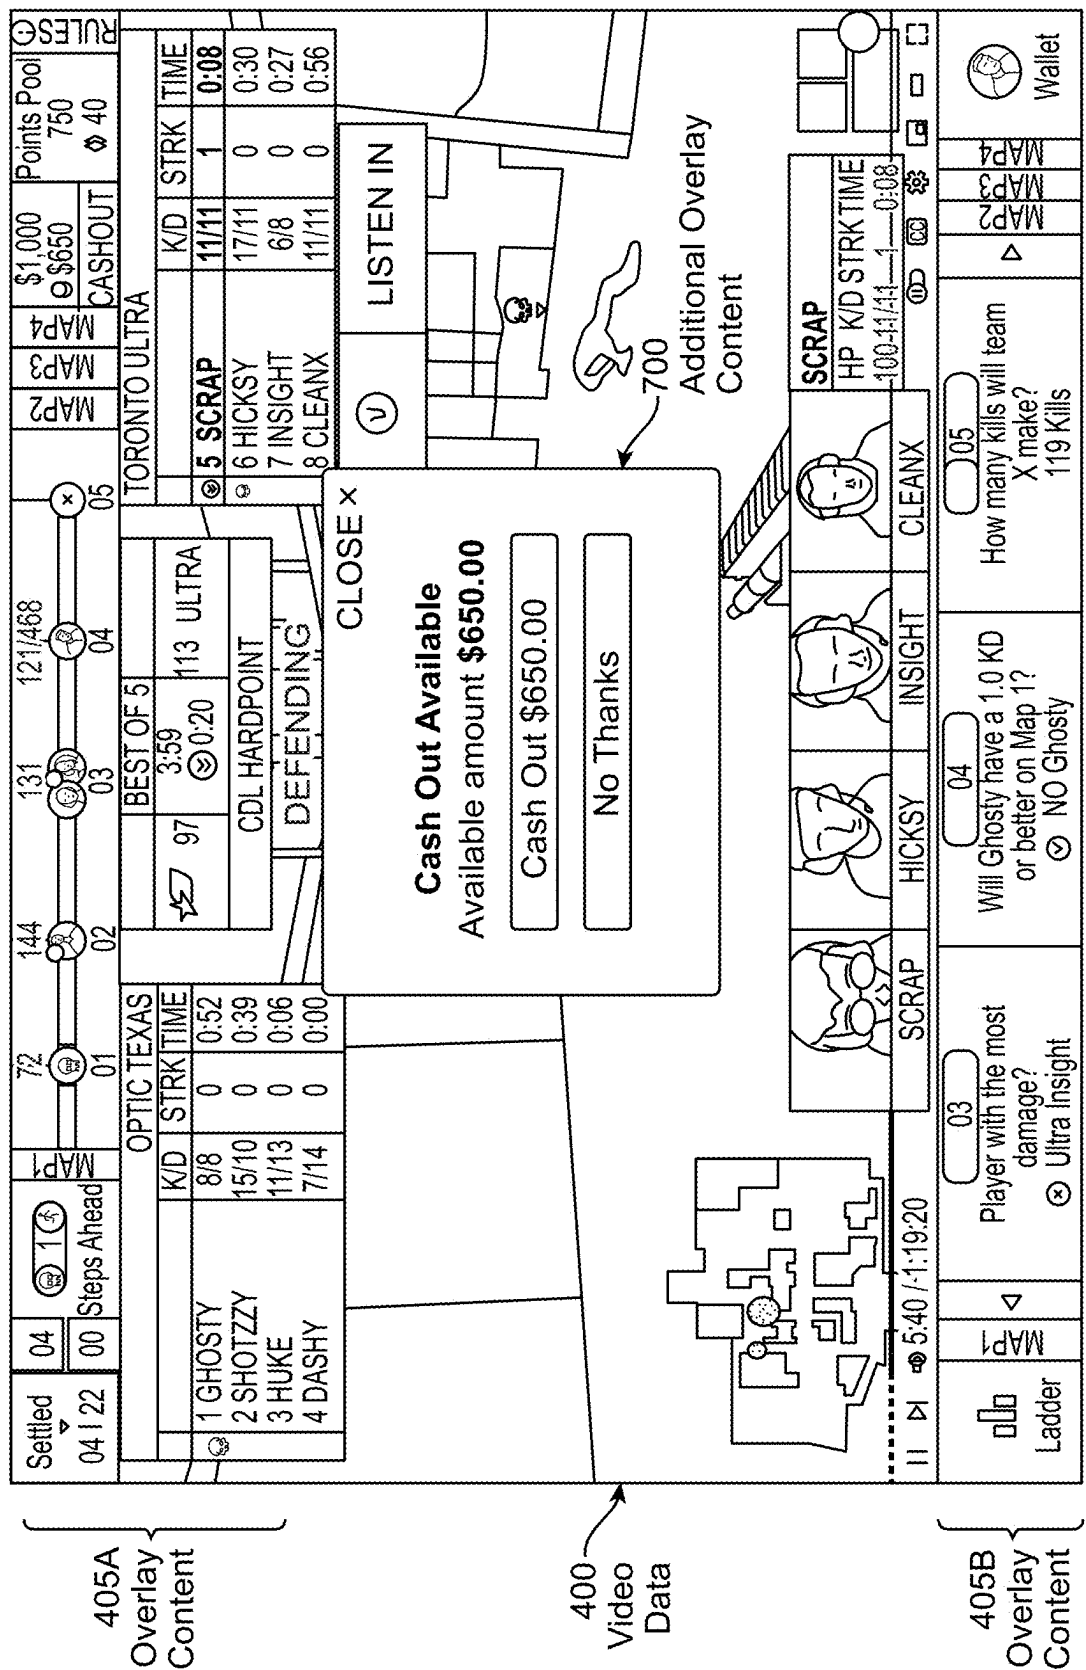 405A
Overlay
Content
Settled
04 | 22
04
00
1
Steps Ahead
MAP1
72
01
144
02
131
03
121/468
04
05
MAP2
MAP3
MAP4
$1,000
$650
CASHOUT
Points Pool
750
40
RULES
OPTIC TEXAS
K/D STRK TIME
1 GHOSTY 8/8 0 0:52
2 SHOTZZY 15/10 0 0:39
3 HUKE 11/13 0 0:06
4 DASHY 7/14 0 0:00
BEST OF 5
97 3:59 113 ULTRA
0:20
CDL HARDPOINT
DEFENDING
TORONTO ULTRA
K/D STRK TIME
5 SCRAP 11/11 1 0:08
6 HICKSY 17/11 0 0:30
7 INSIGHT 6/8 0 0:27
8 CLEANX 11/11 0 0:56
LISTEN IN
CLOSE ×
Cash Out Available
Available amount $650.00
Cash Out $650.00
No Thanks
700
Additional Overlay
Content
400
Video
Data
SCRAP
HICKSY
INSIGHT
CLEANX
SCRAP
HP K/D STRK TIME
100 11/11 1 0:08
5:40 / -1:19:20
CC
405B
Overlay
Content
Ladder
MAP1
03
Player with the most
damage?
Ultra Insight
04
Will Ghosty have a 1.0 KD
or better on Map 1?
NO Ghosty
05
How many kills will team
X make?
119 Kills
MAP2
MAP3
MAP4
Wallet